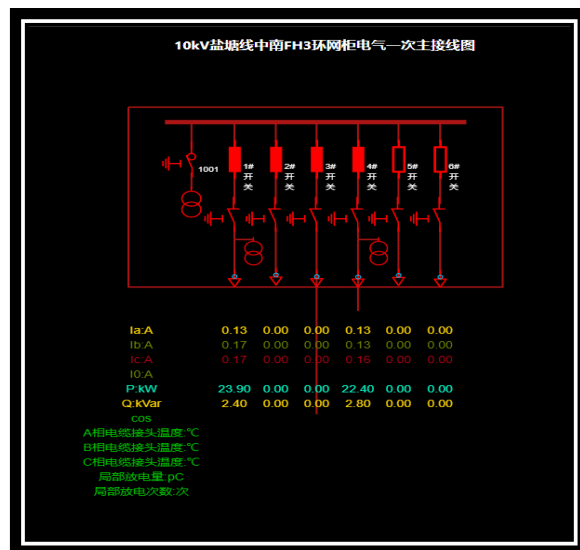 10kV盐塘线中南FH3环网柜电气一次主接线图
1001
1#开关 2#开关 3#开关 4#开关 5#开关 6#开关
Ia:A 0.13 0.00 0.00 0.13 0.00 0.00
Ib:A 0.17 0.00 0.00 0.13 0.00 0.00
Ic:A 0.17 0.00 0.00 0.16 0.00 0.00
I0:A
P:kW 23.90 0.00 0.00 22.40 0.00 0.00
Q:kVar 2.40 0.00 0.00 2.80 0.00 0.00
cos
A相电缆接头温度:℃
B相电缆接头温度:℃
C相电缆接头温度:℃
局部放电量:pC
局部放电次数:次